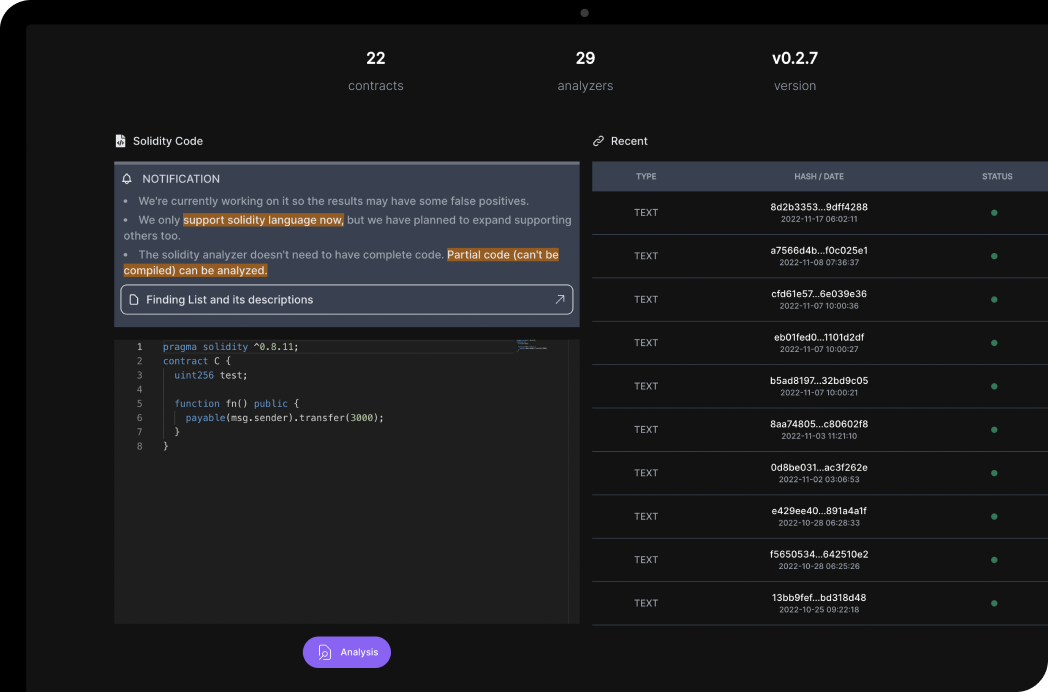 22
29
v0.2.7
contracts
analyzers
version
Solidity Code
NOTIFICATION
• We're currently working on it so the results may have some false positives.
• We only support solidity language now, but we have planned to expand supporting
others too.
• The solidity analyzer doesn't need to have complete code. Partial code (can't be
compiled) can be analyzed.
Finding List and its descriptions
1 pragma solidity ^0.8.11;
2 contract C {
3 uint256 test;
4
5 function fn() public {
6 payable(msg.sender).transfer(3000);
7 }
8 }
Analysis
Recent
TYPE HASH / DATE STATUS
TEXT 8d2b3353...9dff4288
2022-11-17 06:02:11
TEXT a7566d4b...f0c025e1
2022-11-08 07:36:37
TEXT cfd61e57...6e039e36
2022-11-07 10:00:36
TEXT eb01fed0...1101d2df
2022-11-07 10:00:27
TEXT b5ad8197...32bd9c05
2022-11-07 10:00:21
TEXT 8aa74805...c80602f8
2022-11-03 11:21:10
TEXT 0d8be031...ac3f262e
2022-11-02 03:06:53
TEXT e429ee40...891a4a1f
2022-10-28 06:28:33
TEXT f5650534...642510e2
2022-10-28 06:25:26
TEXT 13bb9fef...bd318d48
2022-10-25 09:22:18